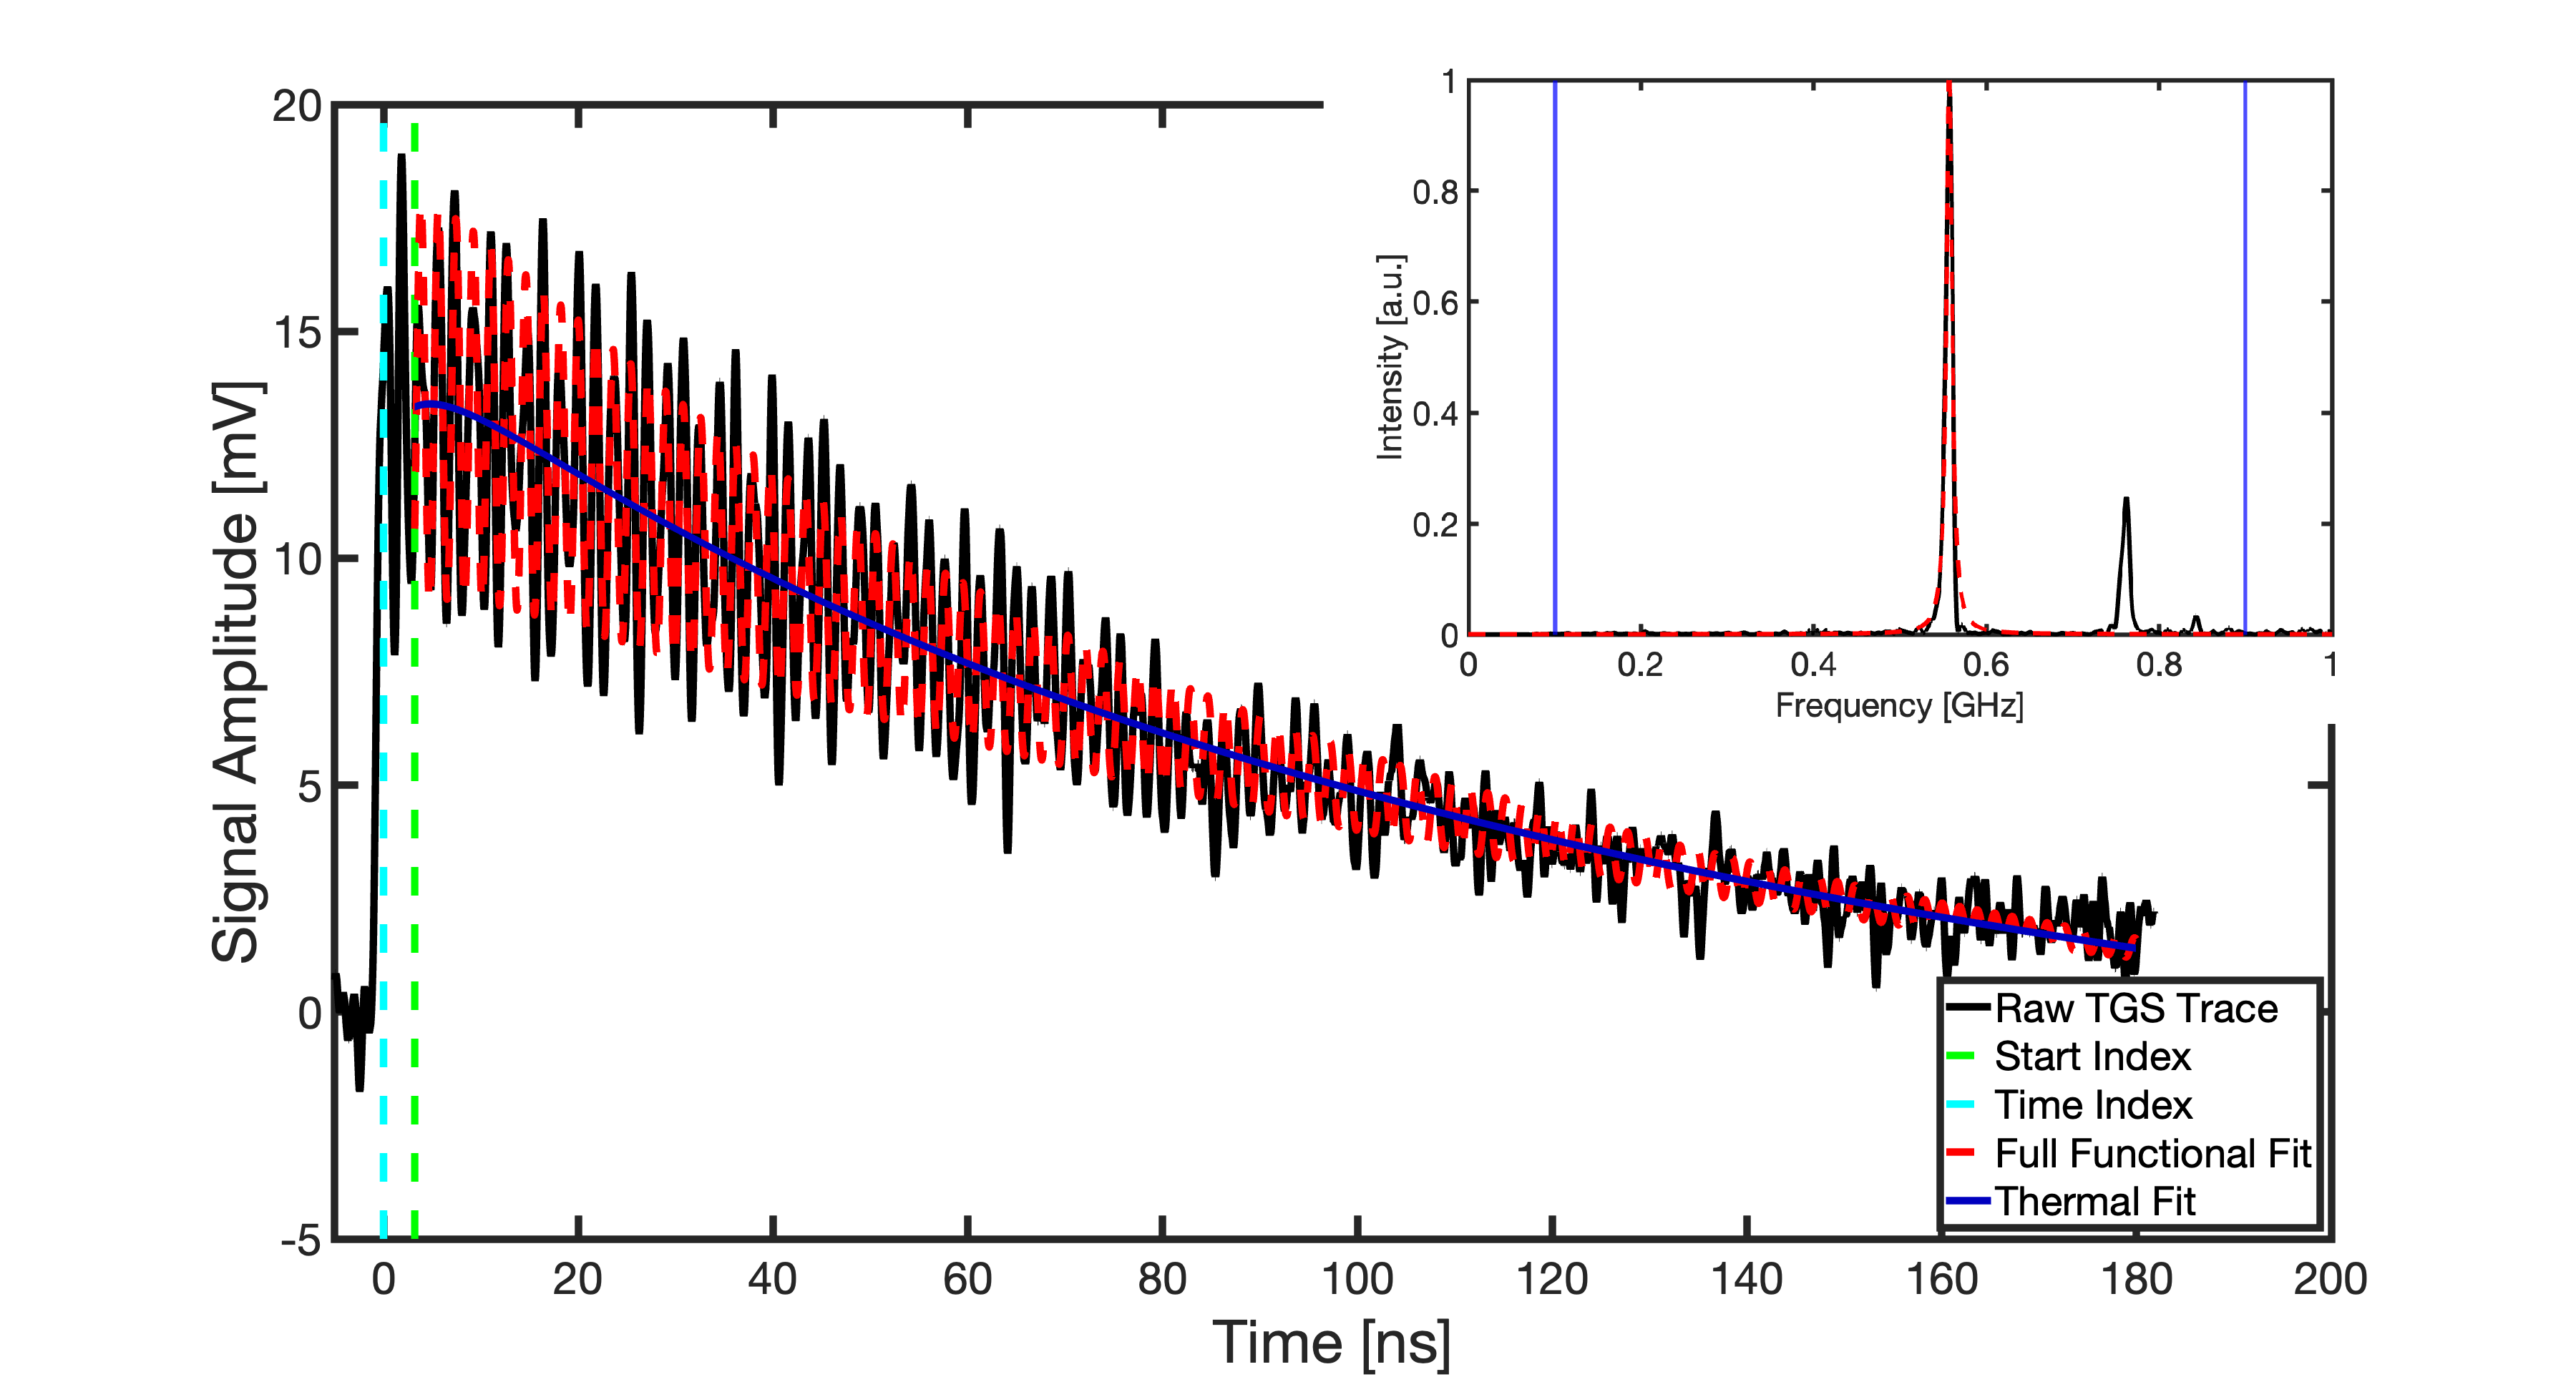 20
15
10
5
0
-5
Signal Amplitude [mV]
0 20 40 60 80 100 120 140 160 180 200
Time [ns]
1
0.8
0.6
0.4
0.2
0
Intensity [a.u.]
0 0.2 0.4 0.6 0.8 1
Frequency [GHz]
Raw TGS Trace
Start Index
Time Index
Full Functional Fit
Thermal Fit